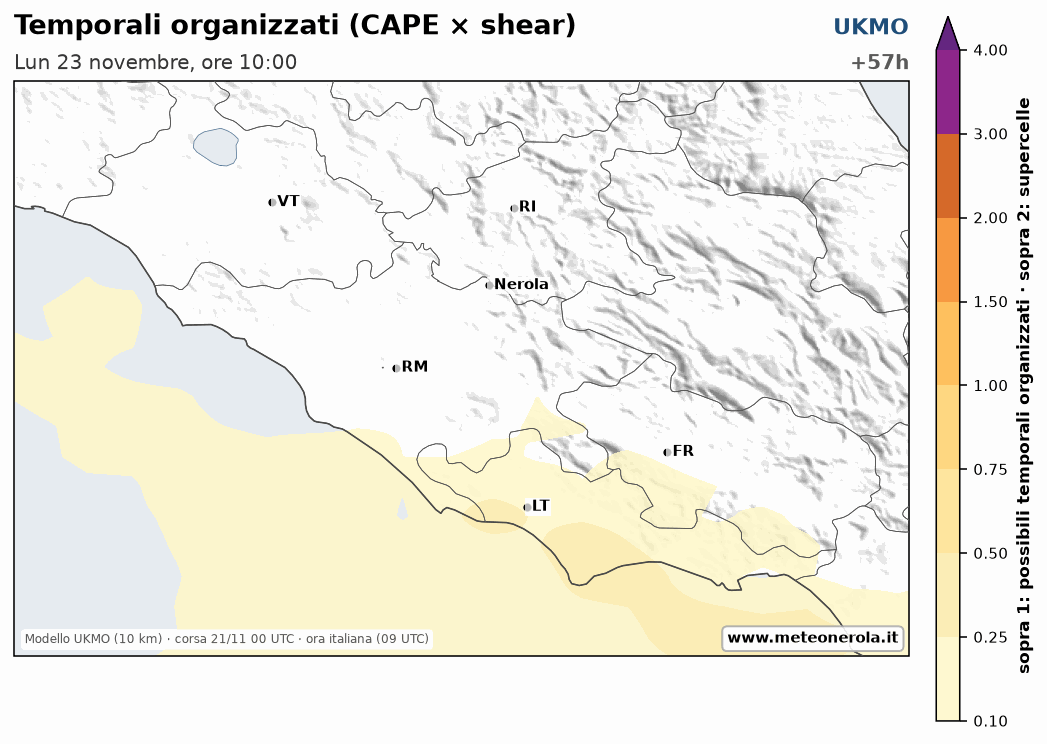 Temporali organizzati (CAPE × shear)
UKMO
Lun 23 novembre, ore 10:00
+57h
VT
RI
Nerola
RM
FR
LT
Modello UKMO (10 km) · corsa 21/11 00 UTC · ora italiana (09 UTC)
www.meteonerola.it
4.00
3.00
2.00
1.50
1.00
0.75
0.50
0.25
0.10
sopra 1: possibili temporali organizzati · sopra 2: supercelle